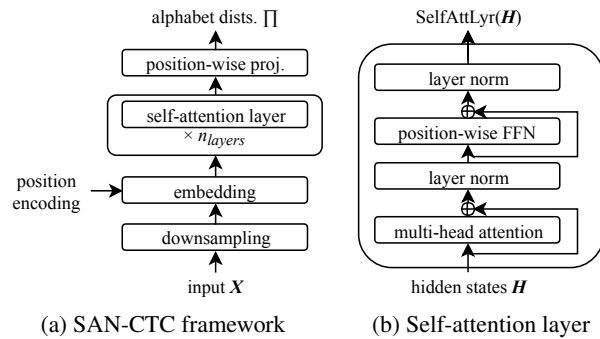 alphabet dists. ∏
position-wise proj.
self-attention layer
× n_layers
position
encoding
embedding
downsampling
input X
(a) SAN-CTC framework
SelfAttLyr(H)
layer norm
position-wise FFN
layer norm
multi-head attention
hidden states H
(b) Self-attention layer